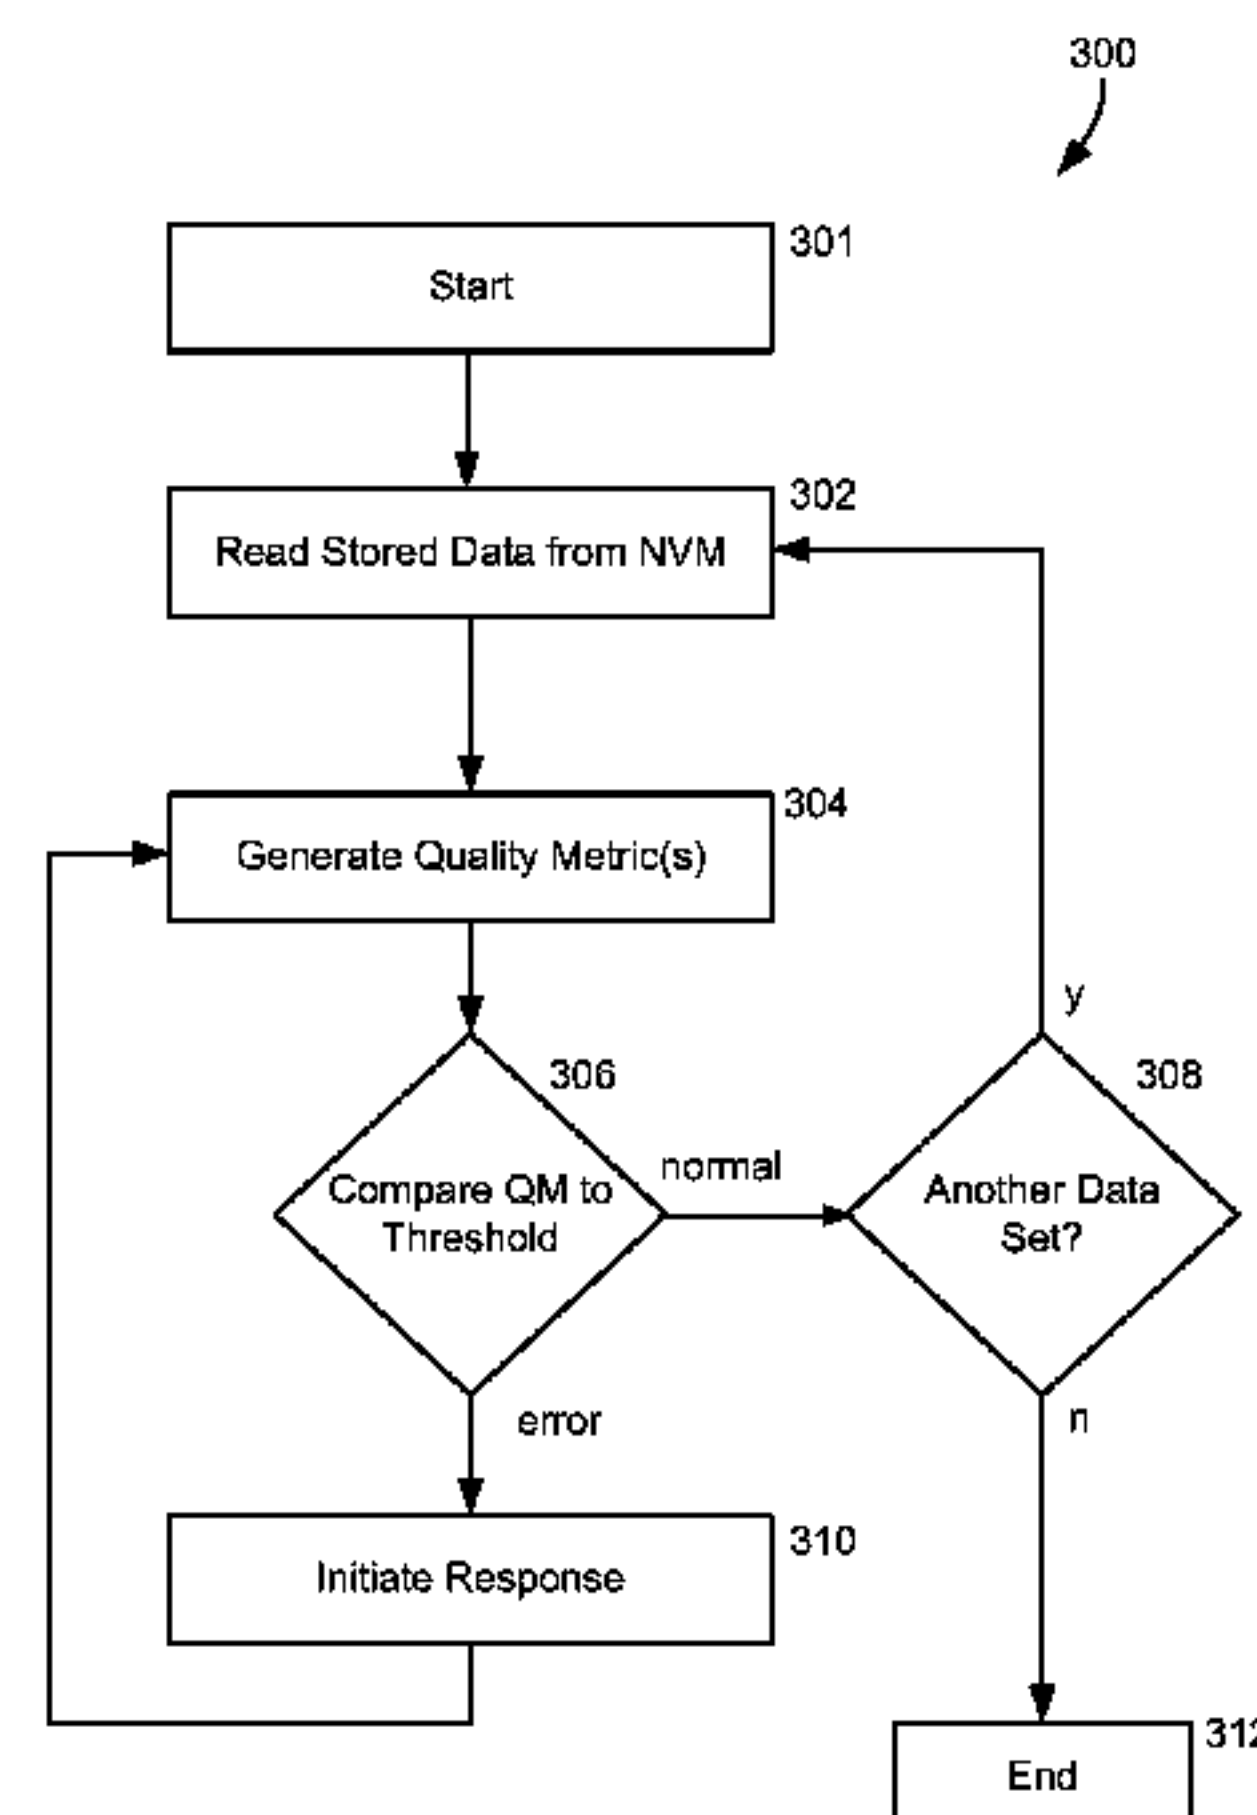 300
301
Start
302
Read Stored Data from NVM
304
Generate Quality Metric(s)
306
Compare QM to
Threshold
normal
error
y
308
Another Data
Set?
n
310
Initiate Response
312
End